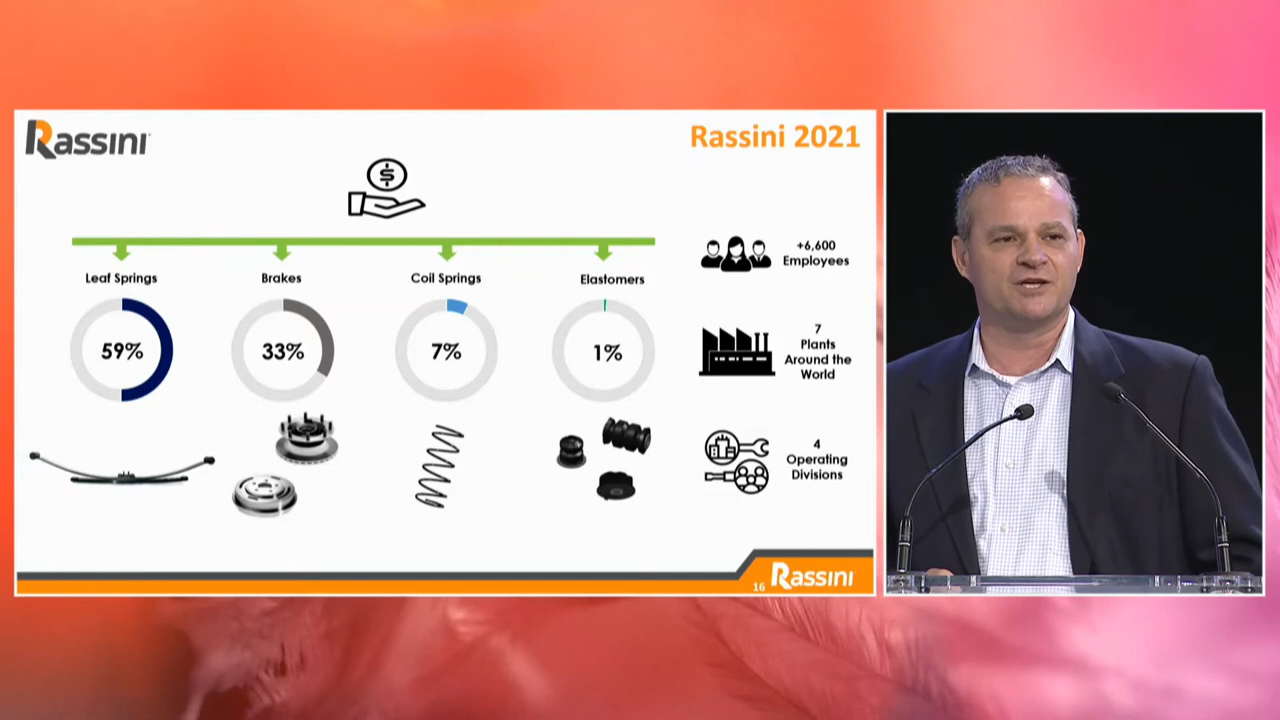 Rassini
Rassini 2021
$
Leaf Springs
Brakes
Coil Springs
Elastomers
59%
33%
7%
1%
+6,600
Employees
7
Plants
Around the
World
4
Operating
Divisions
16
Rassini